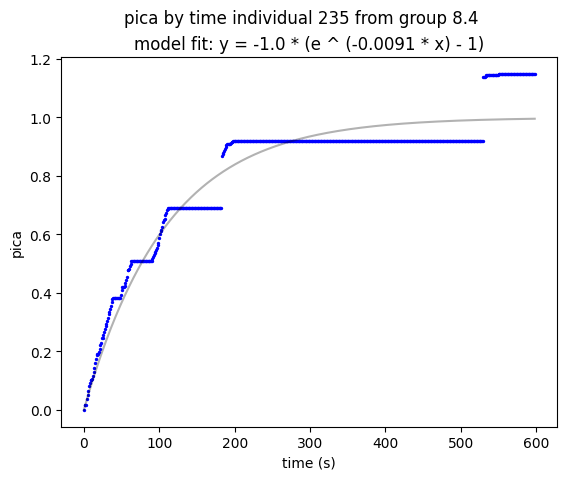 pica by time individual 235 from group 8.4
model fit: y = -1.0 * (e ^ (-0.0091 * x) - 1)
1.2
1.0
0.8
0.6
0.4
0.2
0.0
pica
0 100 200 300 400 500 600
time (s)